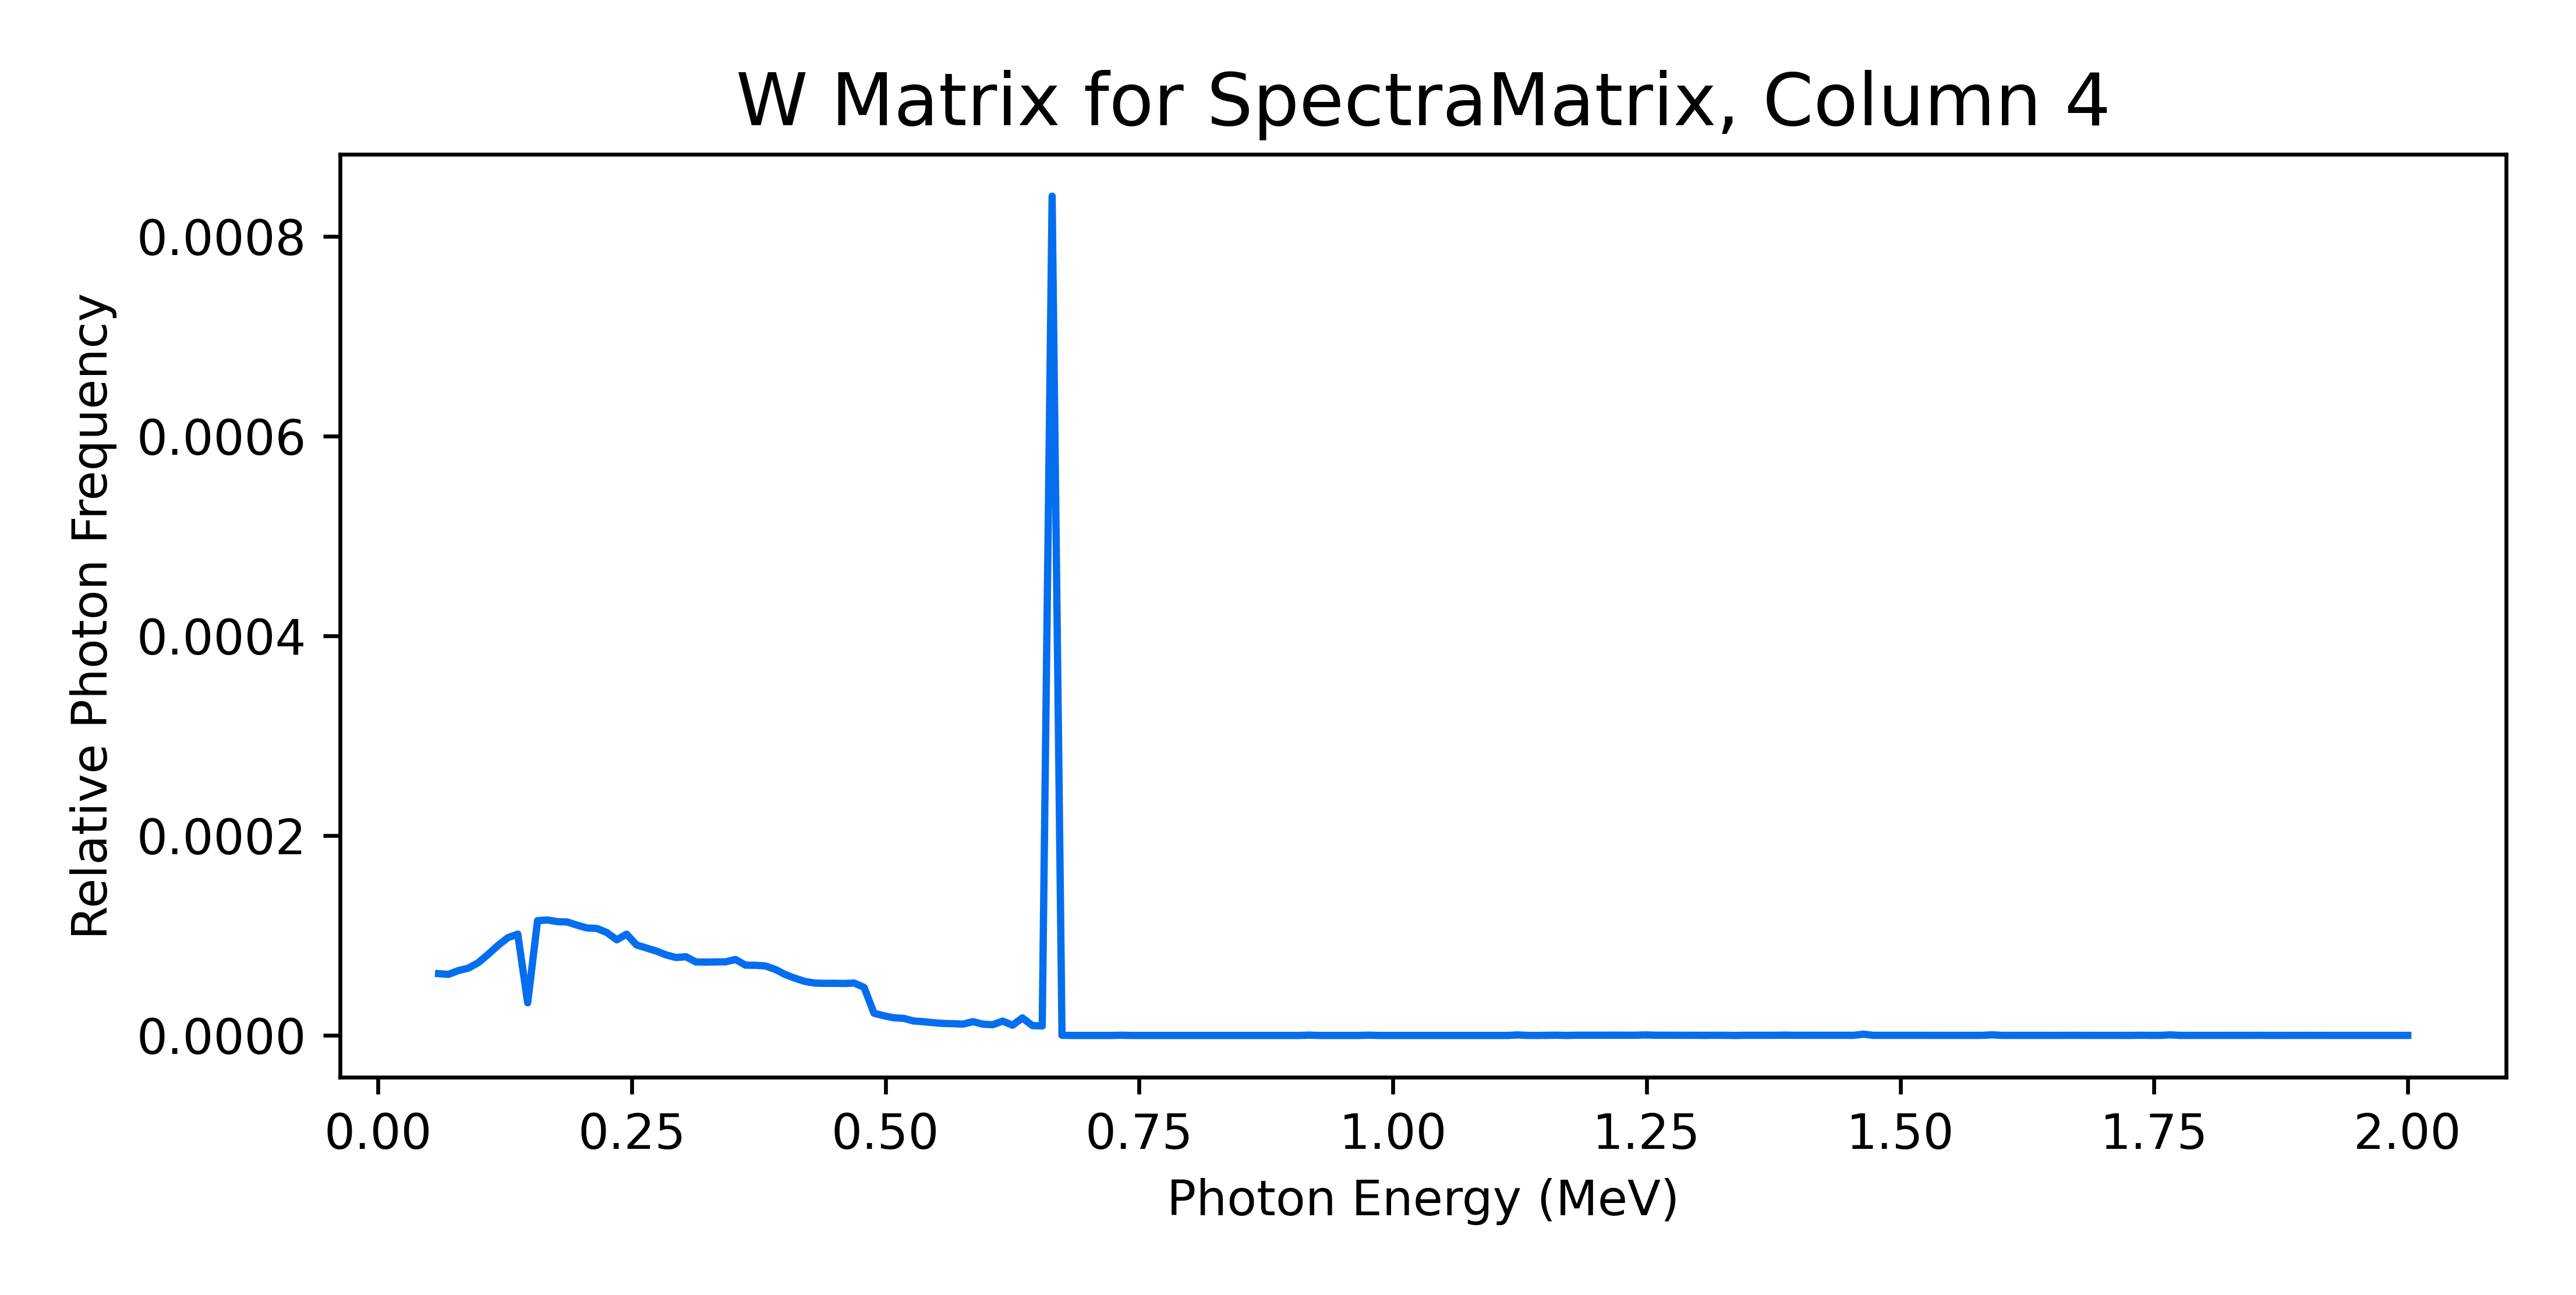 W Matrix for SpectraMatrix, Column 4
Relative Photon Frequency
0.0008
0.0006
0.0004
0.0002
0.0000
0.00 0.25 0.50 0.75 1.00 1.25 1.50 1.75 2.00
Photon Energy (MeV)